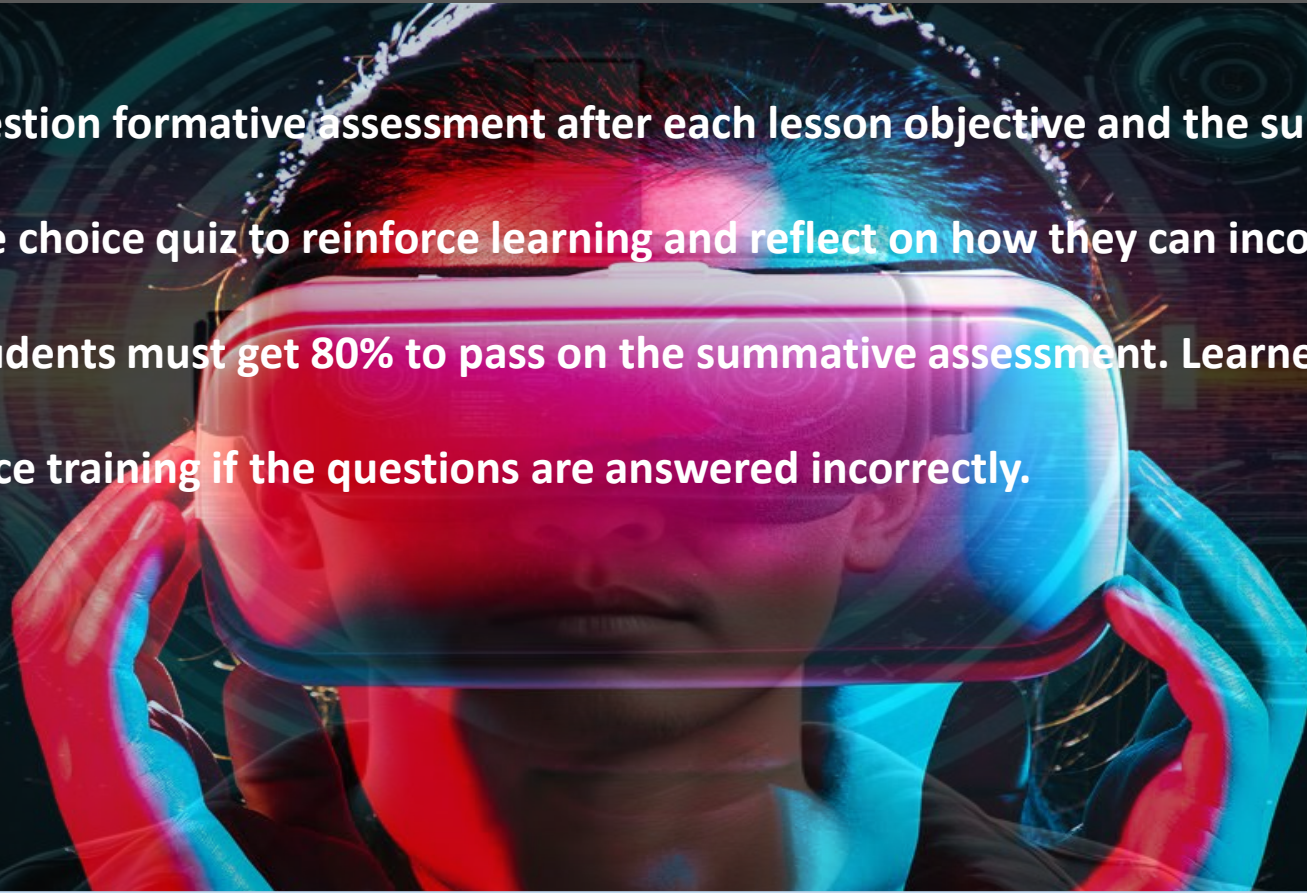 estion formative assessment after each lesson objective and the su
e choice quiz to reinforce learning and reflect on how they can inco
udents must get 80% to pass on the summative assessment. Learne
ce training if the questions are answered incorrectly.